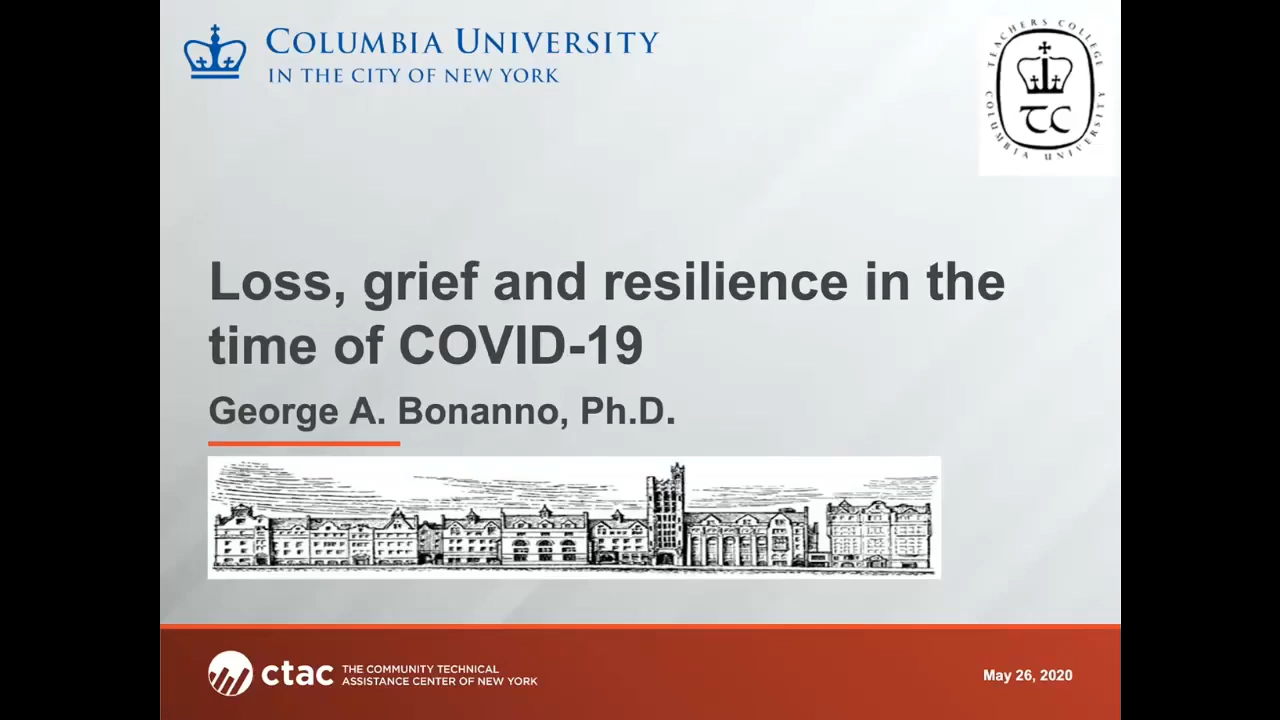 COLUMBIA UNIVERSITY
IN THE CITY OF NEW YORK
TEACHERS COLLEGE
TC
COLUMBIA UNIVERSITY
Loss, grief and resilience in the
time of COVID-19
George A. Bonanno, Ph.D.
ctac
THE COMMUNITY TECHNICAL
ASSISTANCE CENTER OF NEW YORK
May 26, 2020